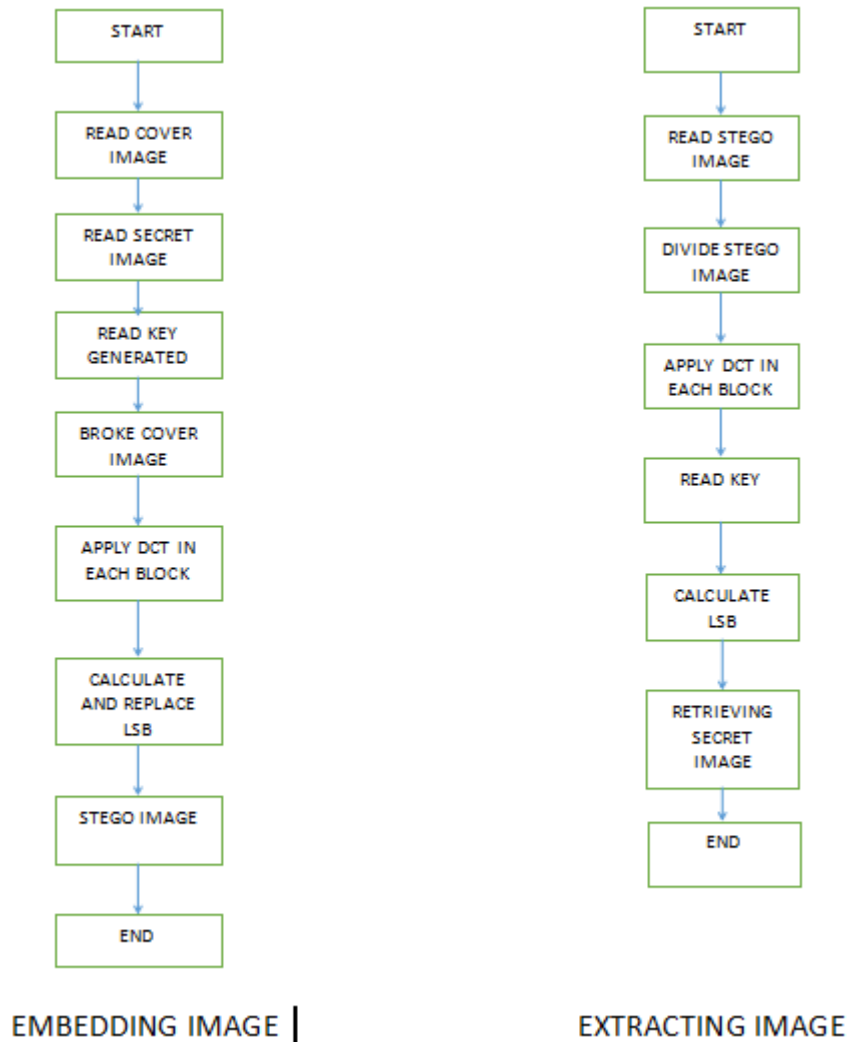 START
READ COVER
IMAGE
READ SECRET
IMAGE
READ KEY
GENERATED
BROKE COVER
IMAGE
APPLY DCT IN
EACH BLOCK
CALCULATE
AND REPLACE
LSB
STEGO IMAGE
END
EMBEDDING IMAGE
START
READ STEGO
IMAGE
DIVIDE STEGO
IMAGE
APPLY DCT IN
EACH BLOCK
READ KEY
CALCULATE
LSB
RETRIEVING
SECRET
IMAGE
END
EXTRACTING IMAGE